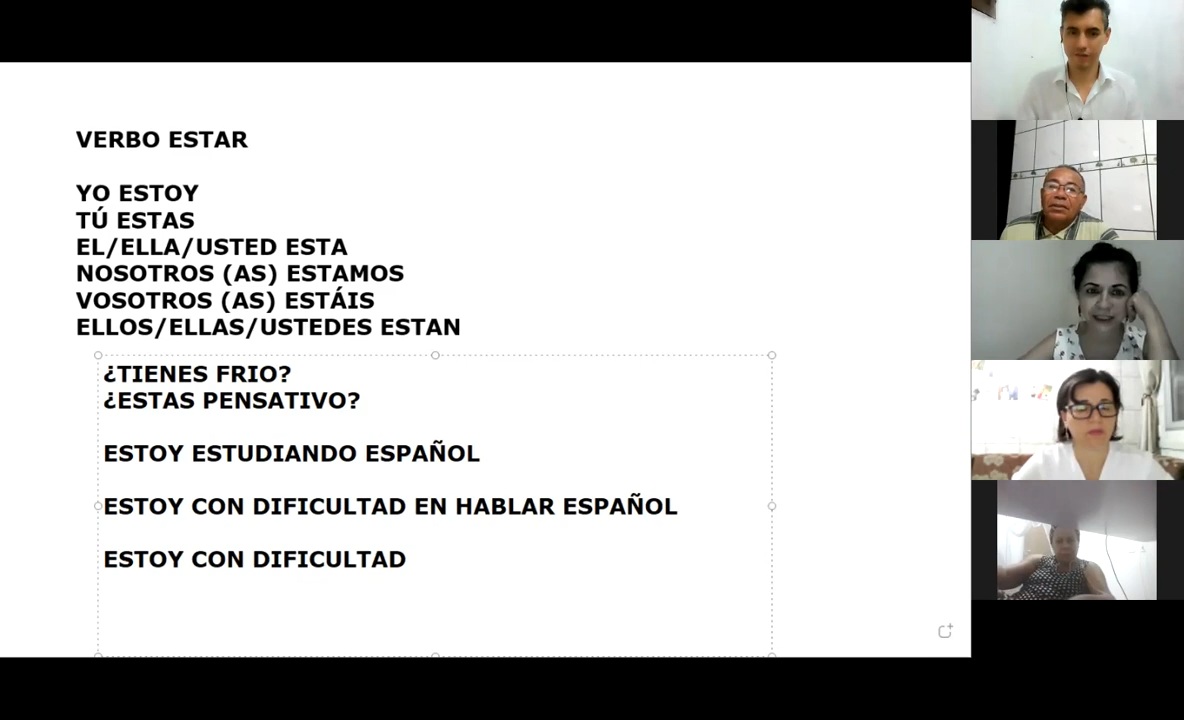 VERBO ESTAR
YO ESTOY
TÚ ESTAS
EL/ELLA/USTED ESTA
NOSOTROS (AS) ESTAMOS
VOSOTROS (AS) ESTÁIS
ELLOS/ELLAS/USTEDES ESTAN
¿TIENES FRIO?
¿ESTAS PENSATIVO?
ESTOY ESTUDIANDO ESPAÑOL
ESTOY CON DIFICULTAD EN HABLAR ESPAÑOL
ESTOY CON DIFICULTAD